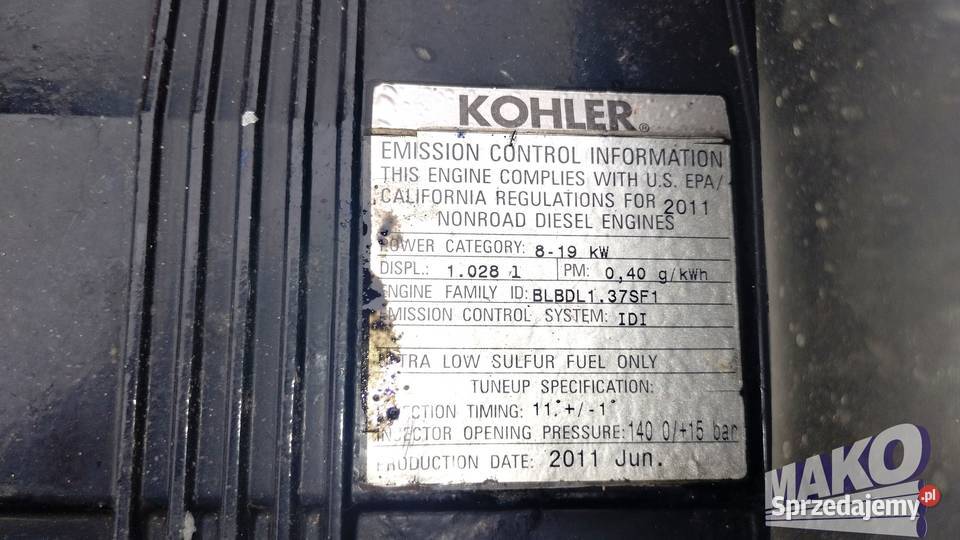 KOHLER®
EMISSION CONTROL INFORMATION
THIS ENGINE COMPLIES WITH U.S. EPA/
CALIFORNIA REGULATIONS FOR 2011
NONROAD DIESEL ENGINES
POWER CATEGORY: 8-19 kW
DISPL.: 1.028 l PM: 0,40 g/kWh
ENGINE FAMILY ID: BLBDL1.37SF1
EMISSION CONTROL SYSTEM: IDI
ULTRA LOW SULFUR FUEL ONLY
TUNEUP SPECIFICATION:
INJECTION TIMING: 11.+/-1°
INJECTOR OPENING PRESSURE: 140 0/+15 bar
PRODUCTION DATE: 2011 Jun.
MAKO
Sprzedajemy.pl